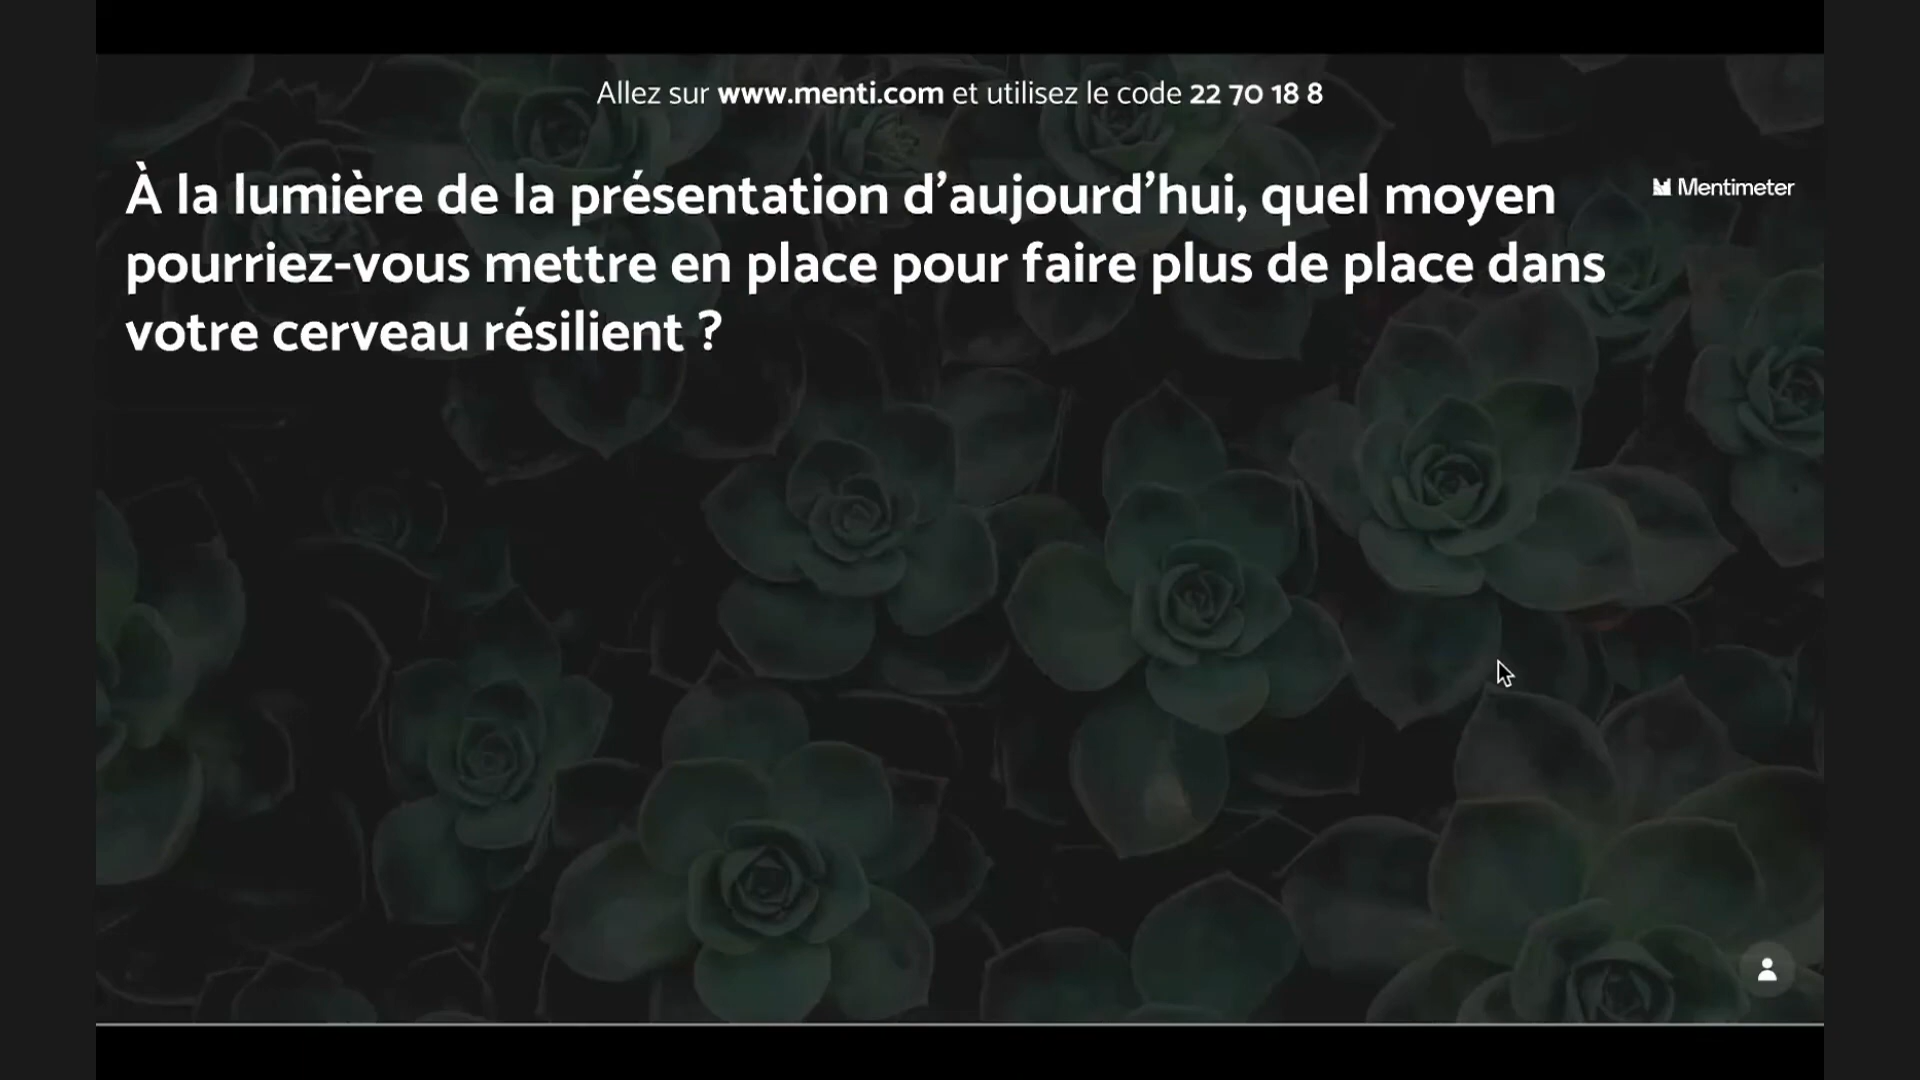 Allez sur www.menti.com et utilisez le code 22 70 18 8
À la lumière de la présentation d’aujourd’hui, quel moyen
Mentimeter
pourriez-vous mettre en place pour faire plus de place dans
votre cerveau résilient ?